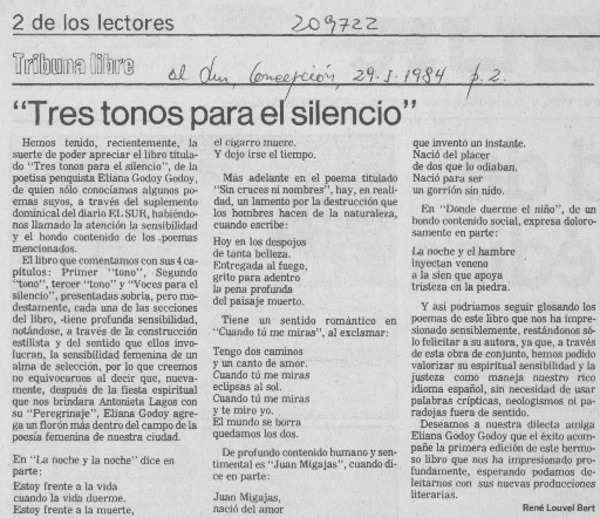 2 de los lectores
209722
Tribuna libre
al Sur, Concepción, 29-I-1984 p. 2.
"Tres tonos para el silencio"
Hemos tenido, recientemente, la
suerte de poder apreciar el libro titula-
do "Tres tonos para el silencio", de
la poetisa penquista Eliana Godoy Godoy,
de quien sólo conocíamos algunos po-
emas suyos, a través del suplemento
dominical del diario EL SUR, habiéndo-
nos llamado la atención la sensibilidad
y el hondo contenido de los poemas
mencionados.
El libro que comentamos con sus 4 ca-
pítulos: Primer "tono", Segundo
"tono", tercer "tono" y "Voces para el
silencio", presentadas sobria, pero mo-
destamente, cada una de las secciones
del libro, -tiene profunda sensibilidad,
notándose, a través de la construcción
estilista y del sentido que ellos invo-
lucran, la sensibilidad femenina de un
alma de selección, por lo que creemos
no equivocarnos al decir que, nueva-
mente, después de la fiesta espiritual
que nos brindara Antonieta Lagos con
su "Peregrinaje", Eliana Godoy agre-
ga un florón más dentro del campo de la
poesía femenina de nuestra ciudad.
En "La noche y la noche" dice en
parte:
Estoy frente a la vida
cuando la vida duerme.
Estoy frente a la muerte,
el cigarro muere.
Y dejo irse el tiempo.
Más adelante en el poema titulado
"Sin cruces ni nombres", hay, en reali-
dad, un lamento por la destrucción que
los hombres hacen de la naturaleza,
cuando escribe:
Hoy en los despojos
de tanta belleza.
Entregada al fuego,
grito para adentro
la pena profunda
del paisaje muerto.
Tiene un sentido romántico en
"Cuando tú me miras", al exclamar:
Tengo dos caminos
y un canto de amor.
Cuando tú me miras
eclipsas al sol.
Cuando tú me miras
y te miro yo,
El mundo se borra
quedamos los dos.
De profundo contenido humano y sen-
timental es "Juan Migajas", cuando di-
ce en parte:
Juan Migajas,
nació del amor
que inventó un instante.
Nació del placer
de dos que lo odiaban.
Nació para ser
un gorrión sin nido.
En "Donde duerme el niño", de un
hondo contenido social, expresa doloro-
samente en parte:
La noche y el hambre
inyectan veneno
a la sien que apoya
tristeza en la piedra.
Y así podríamos seguir glosando los
poemas de este libro que nos ha impre-
sionado sensiblemente, restándonos só-
lo felicitar a su autora, ya que, a través
de esta obra de conjunto, hemos podido
valorizar su espiritual sensibilidad y la
justeza como maneja nuestro rico
idioma español, sin necesidad de usar
palabras crípticas, neologismos ni pa-
radojas fuera de sentido.
Deseamos a nuestra dilecta amiga
Eliana Godoy Godoy que el éxito acom-
pañe la primera edición de este hermo-
so libro que nos ha impresionado pro-
fundamente, esperando podamos de-
leitarnos con sus nuevas producciones
literarias.
René Louvel Bert